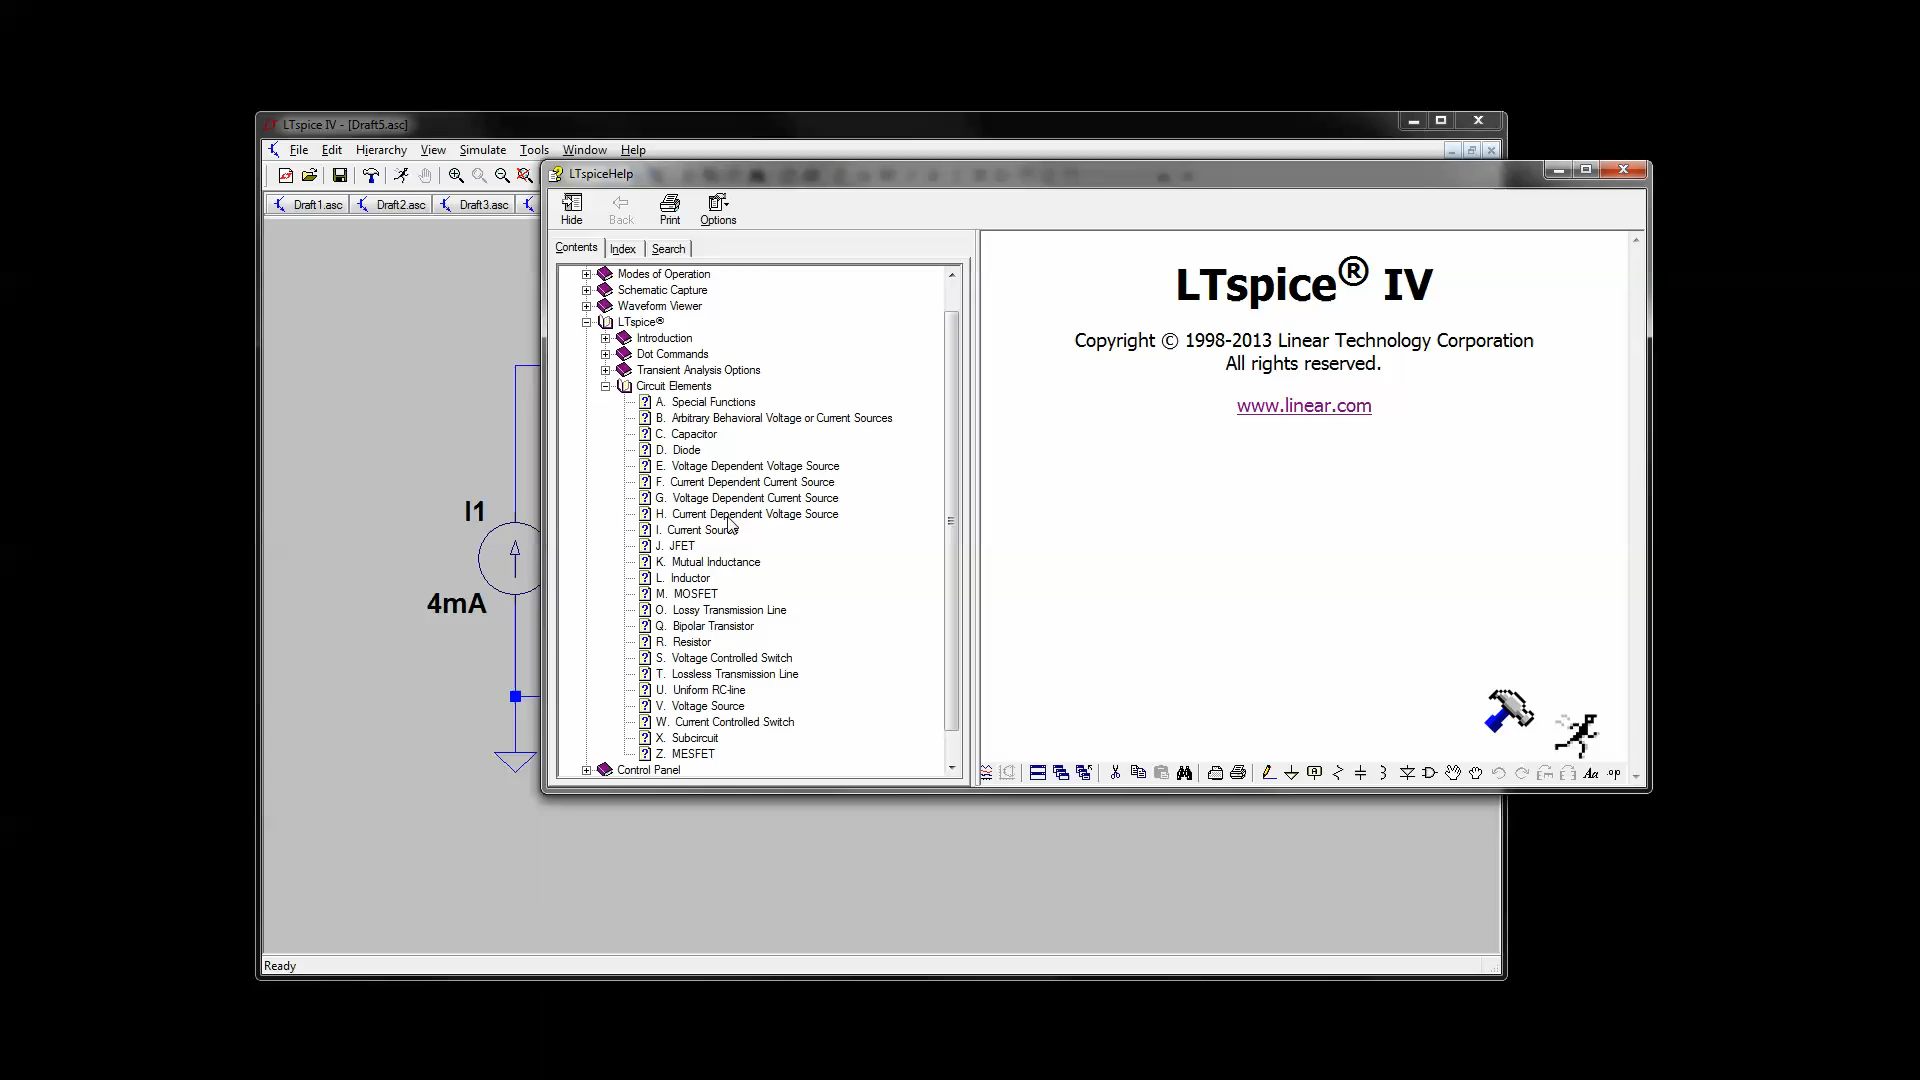 LTspice IV - [Draft5.asc]
File Edit Hierarchy View Simulate Tools Window Help
LTspiceHelp
Draft1.asc Draft2.asc Draft3.asc
Hide Back Print Options
Contents Index Search
Modes of Operation
Schematic Capture
Waveform Viewer
LTspice®
Introduction
Dot Commands
Transient Analysis Options
Circuit Elements
A. Special Functions
B. Arbitrary Behavioral Voltage or Current Sources
C. Capacitor
D. Diode
E. Voltage Dependent Voltage Source
F. Current Dependent Current Source
G. Voltage Dependent Current Source
H. Current Dependent Voltage Source
I. Current Source
J. JFET
K. Mutual Inductance
L. Inductor
M. MOSFET
O. Lossy Transmission Line
Q. Bipolar Transistor
R. Resistor
S. Voltage Controlled Switch
T. Lossless Transmission Line
U. Uniform RC-line
V. Voltage Source
W. Current Controlled Switch
X. Subcircuit
Z. MESFET
Control Panel
LTspice® IV
Copyright © 1998-2013 Linear Technology Corporation
All rights reserved.
www.linear.com
Aa .op
I1
4mA
Ready